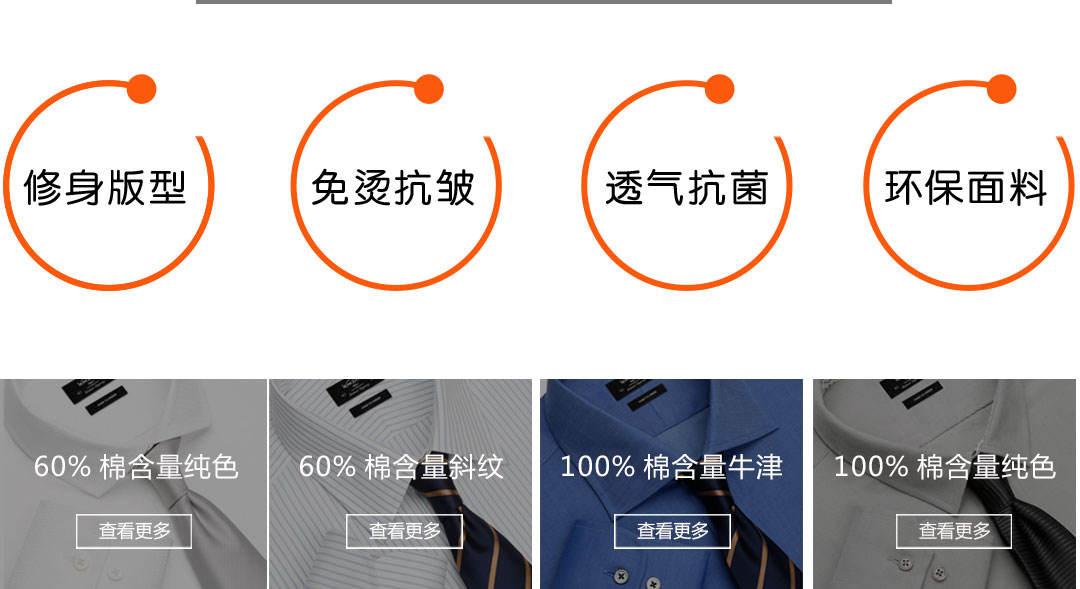 修身版型
免烫抗皱
透气抗菌
环保面料
60% 棉含量纯色
查看更多
60% 棉含量斜纹
查看更多
100% 棉含量牛津
查看更多
100% 棉含量纯色
查看更多